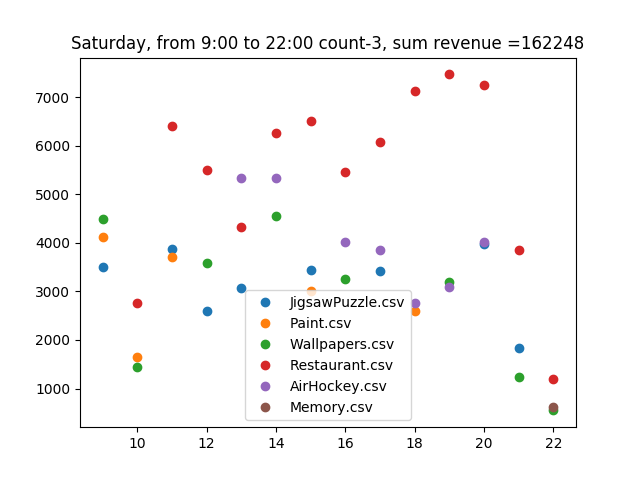 Saturday, from 9:00 to 22:00 count-3, sum revenue =162248
7000
6000
5000
4000
3000
2000
1000
JigsawPuzzle.csv
Paint.csv
Wallpapers.csv
Restaurant.csv
AirHockey.csv
Memory.csv
10 12 14 16 18 20 22